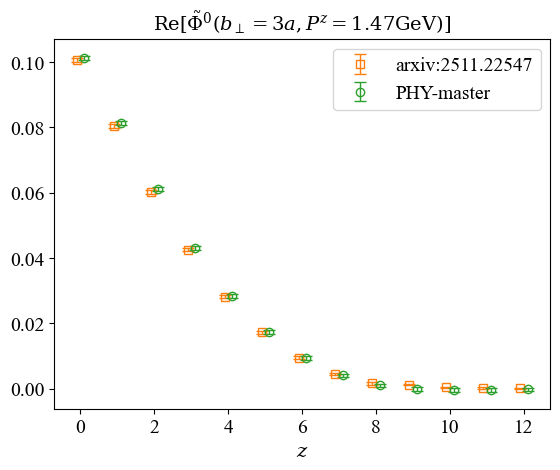 Re[Φ̃⁰(b⊥ = 3a, Pᶻ = 1.47GeV)]
arxiv:2511.22547
PHY-master
0.10
0.08
0.06
0.04
0.02
0.00
0 2 4 6 8 10 12
z